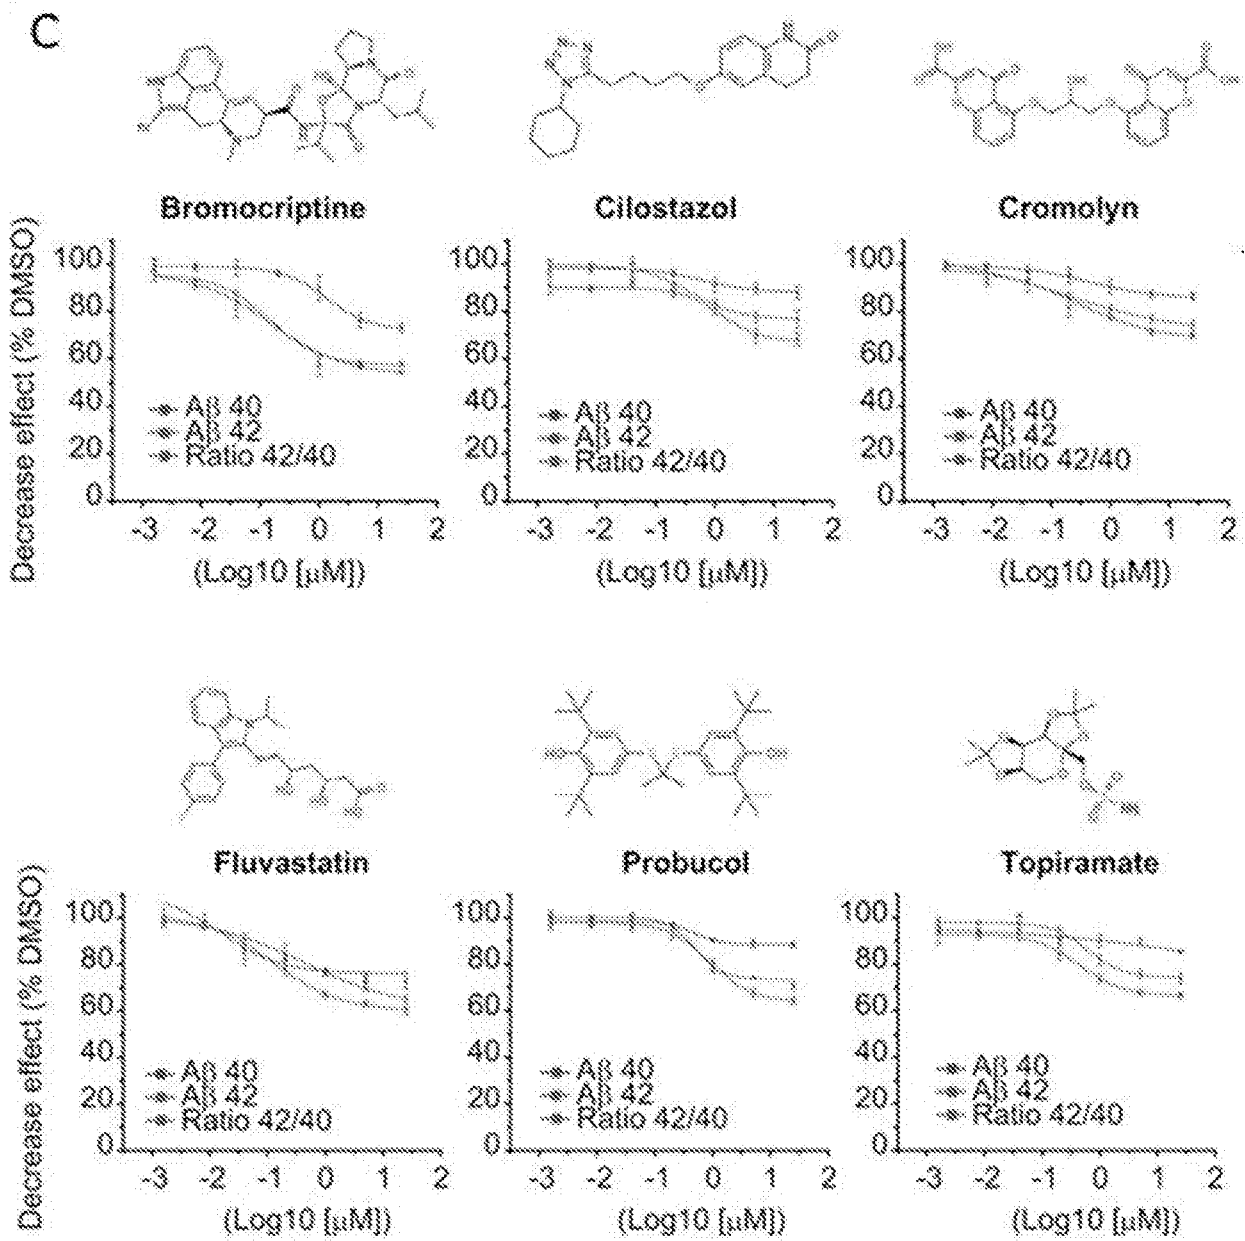 C
Bromocriptine
Cilostazol
Cromolyn
Decrease effect (% DMSO)
100
80
60
40
20
0
Aβ 40
Aβ 42
Ratio 42/40
-3 -2 -1 0 1 2
(Log10 [μM])
100
80
60
40
20
0
Aβ 40
Aβ 42
Ratio 42/40
-3 -2 -1 0 1 2
(Log10 [μM])
100
80
60
40
20
0
Aβ 40
Aβ 42
Ratio 42/40
-3 -2 -1 0 1 2
(Log10 [μM])
Fluvastatin
Probucol
Topiramate
Decrease effect (% DMSO)
100
80
60
40
20
0
Aβ 40
Aβ 42
Ratio 42/40
-3 -2 -1 0 1 2
(Log10 [μM])
100
80
60
40
20
0
Aβ 40
Aβ 42
Ratio 42/40
-3 -2 -1 0 1 2
(Log10 [μM])
100
80
60
40
20
0
Aβ 40
Aβ 42
Ratio 42/40
-3 -2 -1 0 1 2
(Log10 [μM])